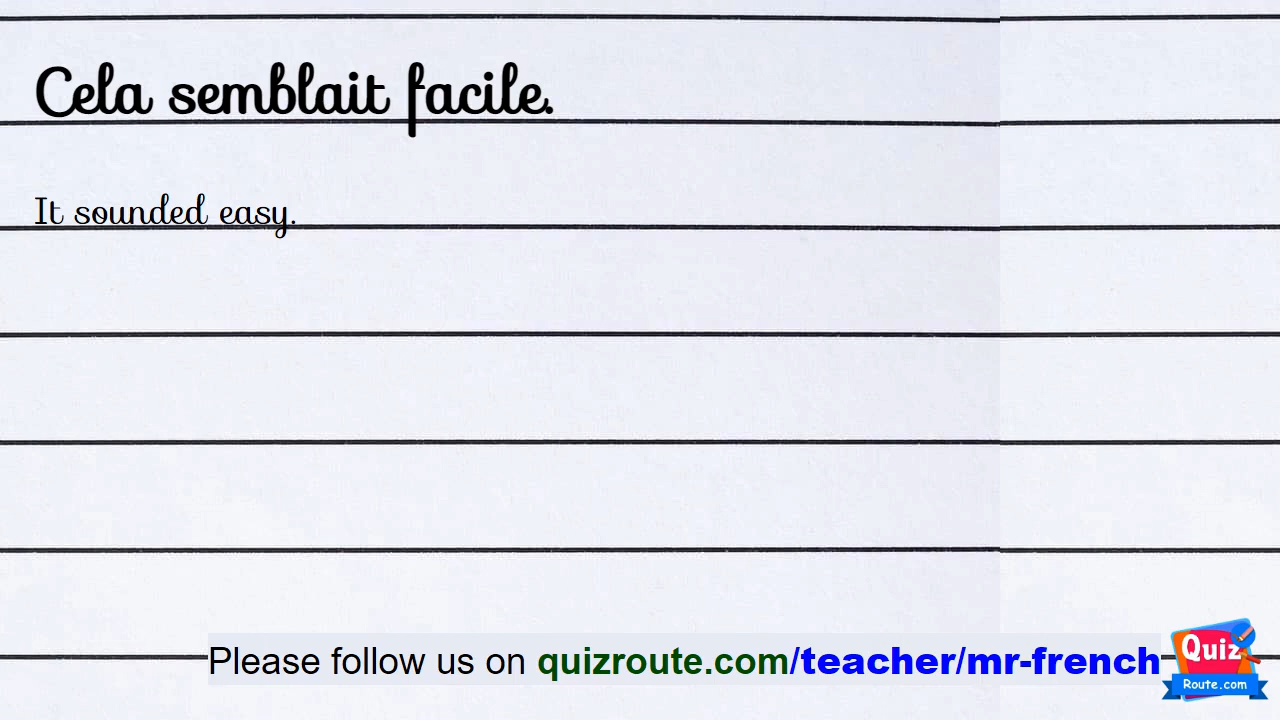 Cela semblait facile.
It sounded easy.
Please follow us on quizroute.com/teacher/mr-french
Quiz
Route.com